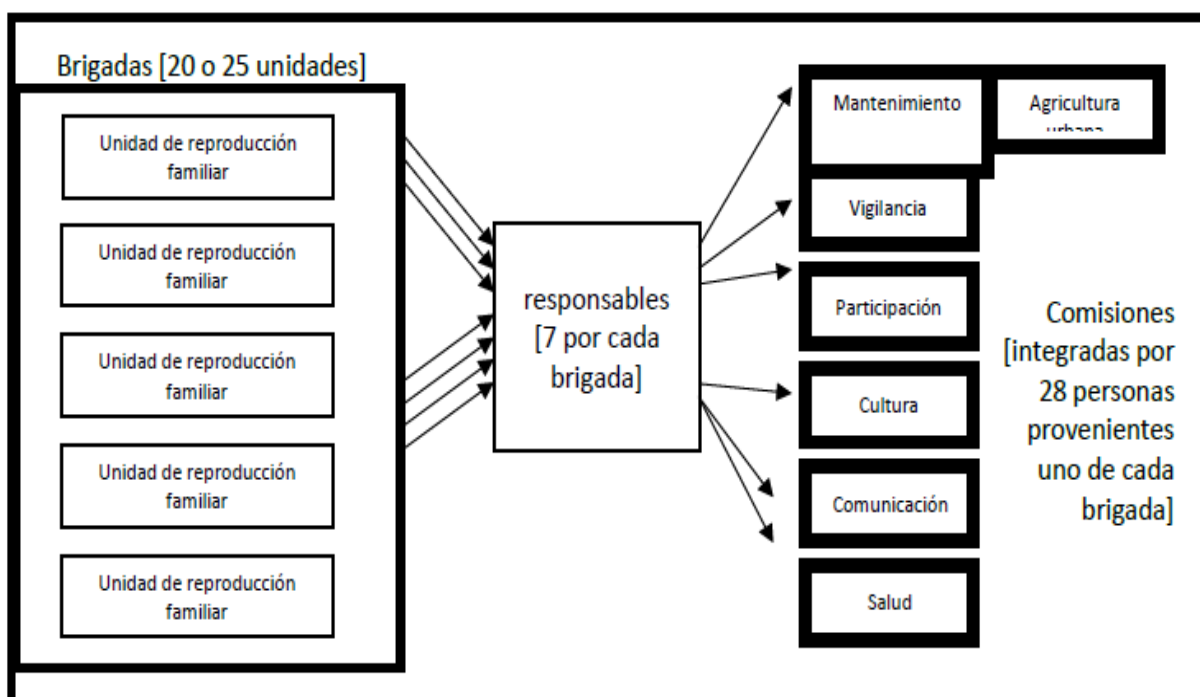 Brigadas [20 o 25 unidades]
Unidad de reproducción
familiar
Unidad de reproducción
familiar
Unidad de reproducción
familiar
Unidad de reproducción
familiar
Unidad de reproducción
familiar
responsables
[7 por cada
brigada]
Mantenimiento
Agricultura
urbana
Vigilancia
Participación
Cultura
Comunicación
Salud
Comisiones
[integradas por
28 personas
provenientes
uno de cada
brigada]